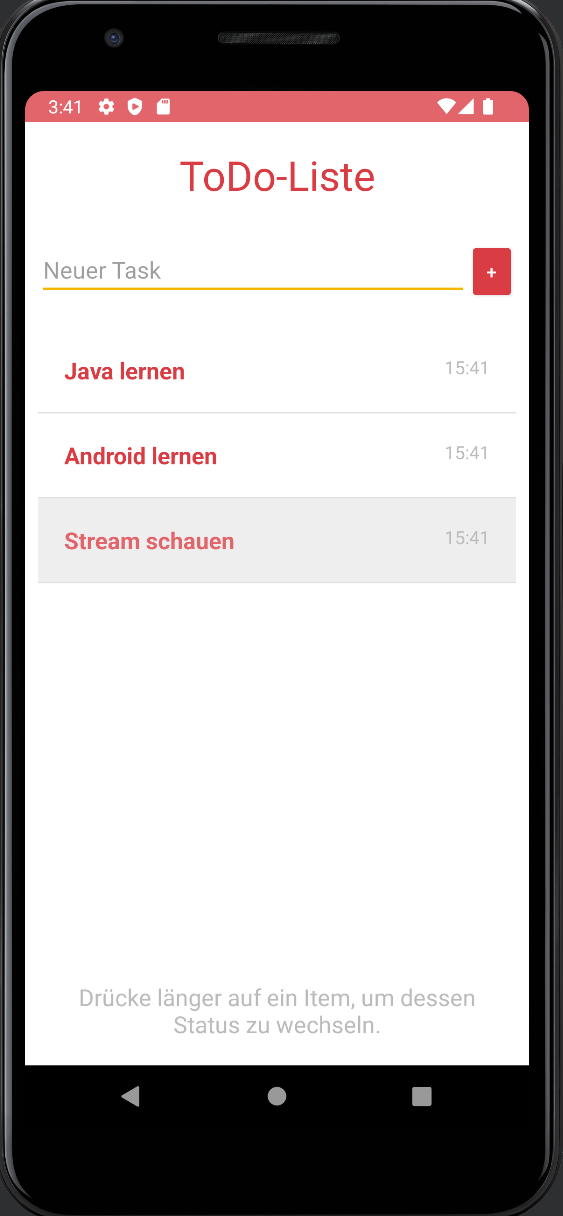 3:41
ToDo-Liste
Neuer Task
+
Java lernen 15:41
Android lernen 15:41
Stream schauen 15:41
Drücke länger auf ein Item, um dessen
Status zu wechseln.